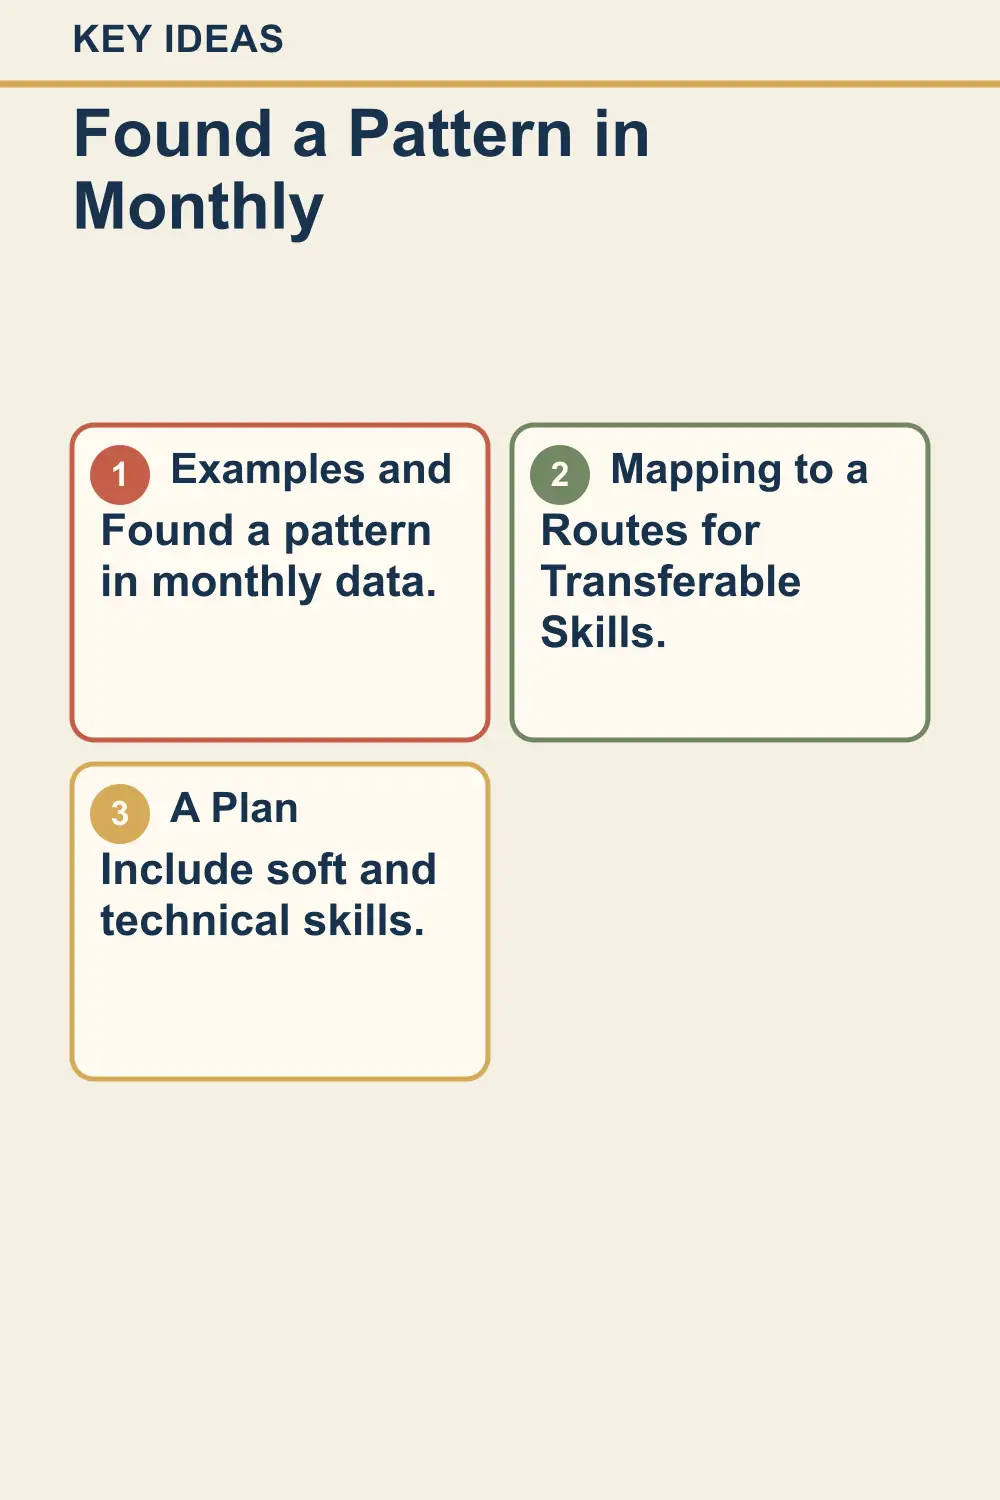 KEY IDEAS
Found a Pattern in
Monthly
1 Examples and
Found a pattern
in monthly data.
2 Mapping to a
Routes for
Transferable
Skills.
3 A Plan
Include soft and
technical skills.